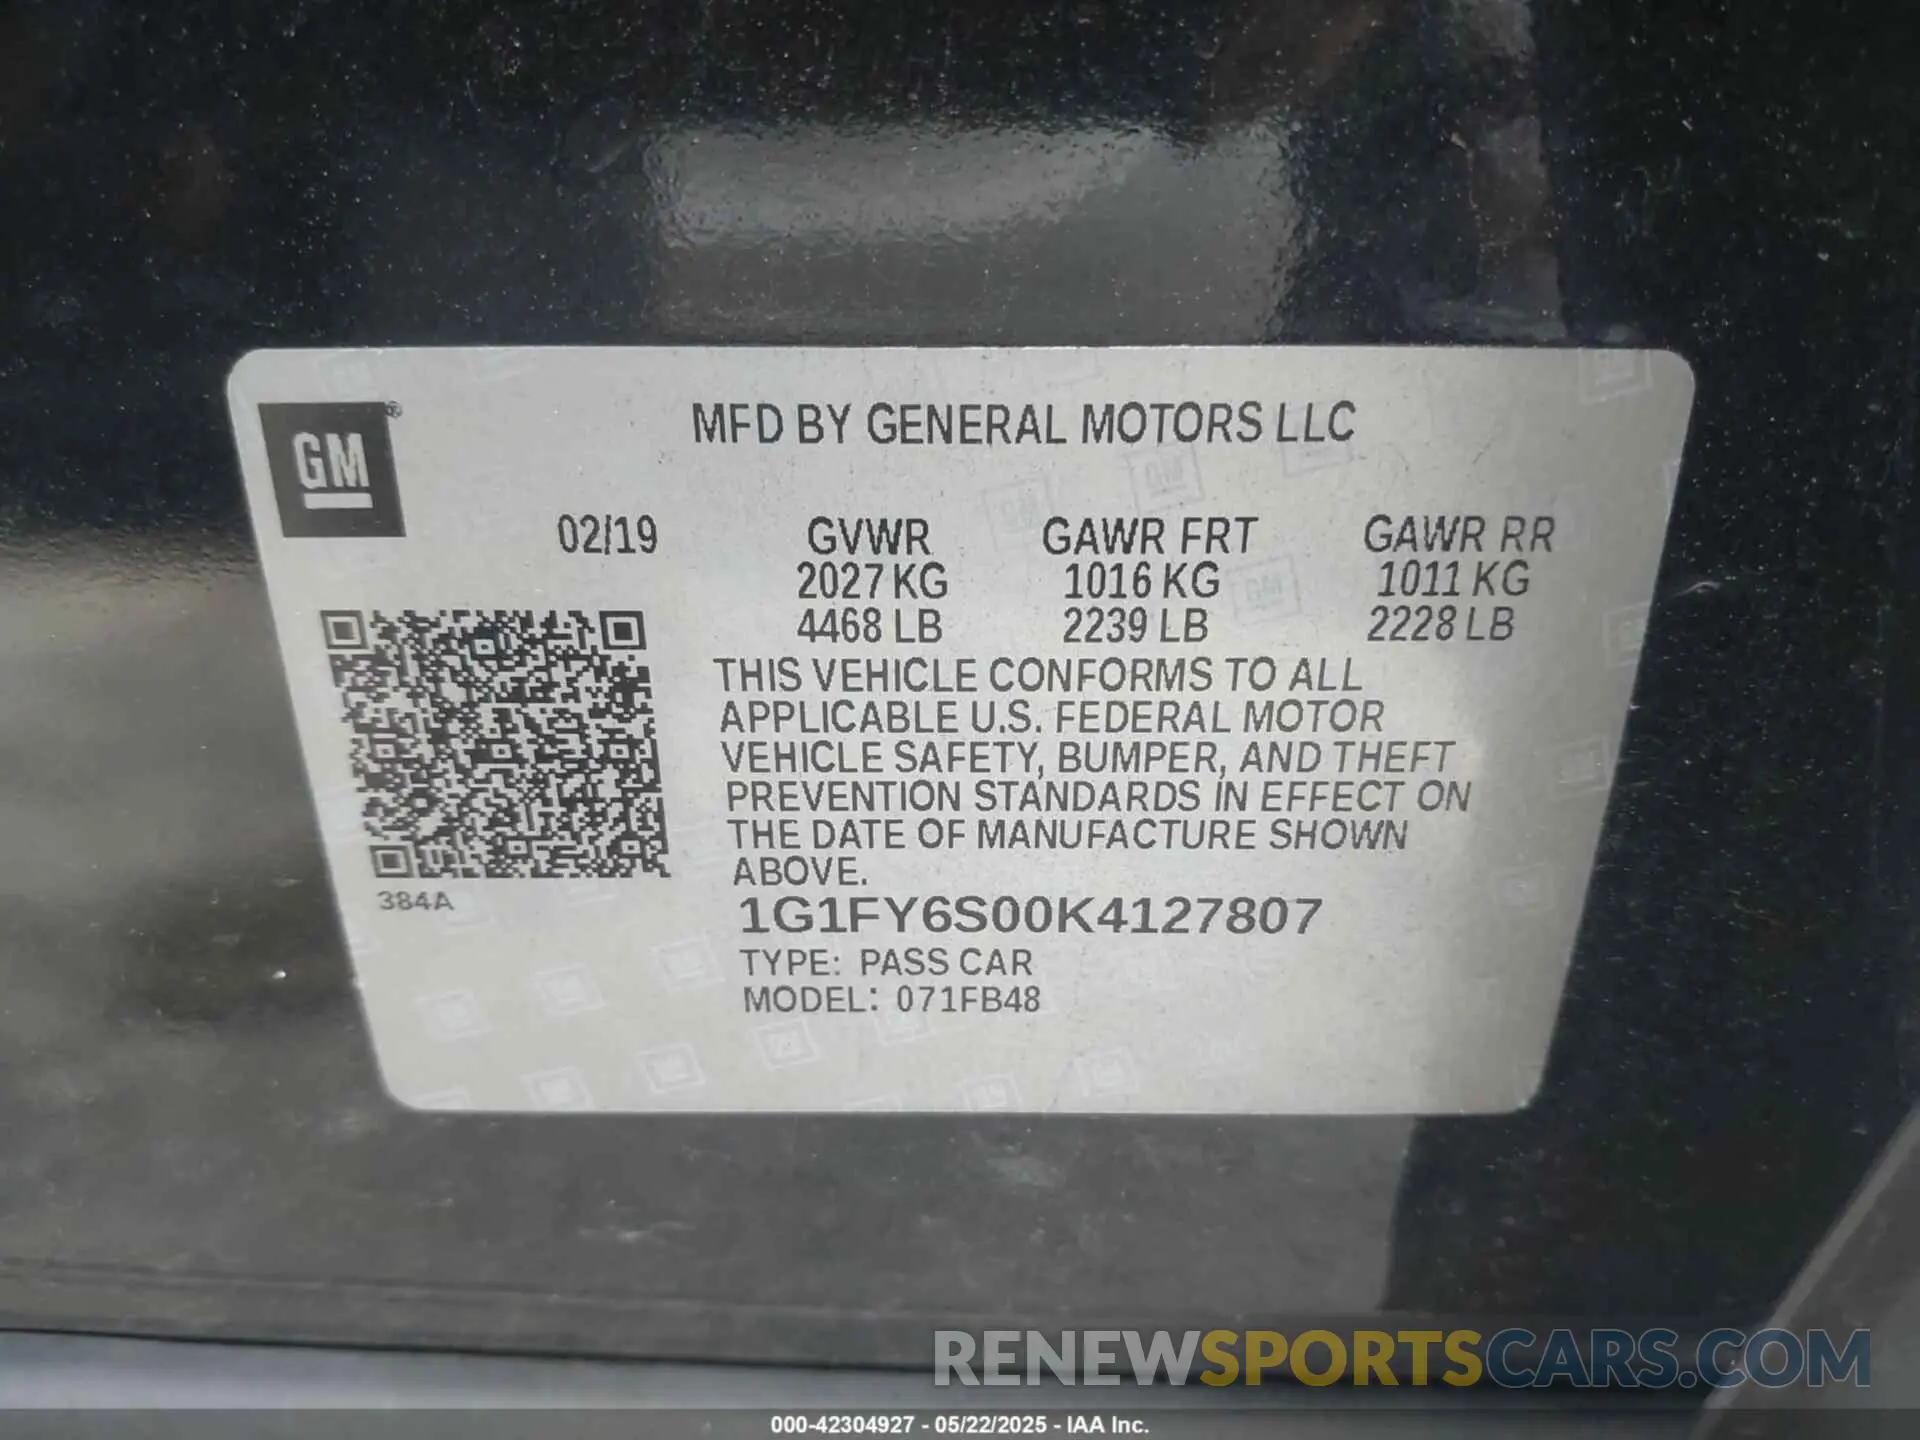 MFD BY GENERAL MOTORS LLC
GM ®
02/19 GVWR GAWR FRT GAWR RR
2027 KG 1016 KG 1011 KG
4468 LB 2239 LB 2228 LB
THIS VEHICLE CONFORMS TO ALL
APPLICABLE U.S. FEDERAL MOTOR
VEHICLE SAFETY, BUMPER, AND THEFT
PREVENTION STANDARDS IN EFFECT ON
THE DATE OF MANUFACTURE SHOWN
ABOVE.
384A
1G1FY6S00K4127807
TYPE: PASS CAR
MODEL: 071FB48
RENEWSPORTSCARS.COM
000-42304927 - 05/22/2025 - IAA Inc.